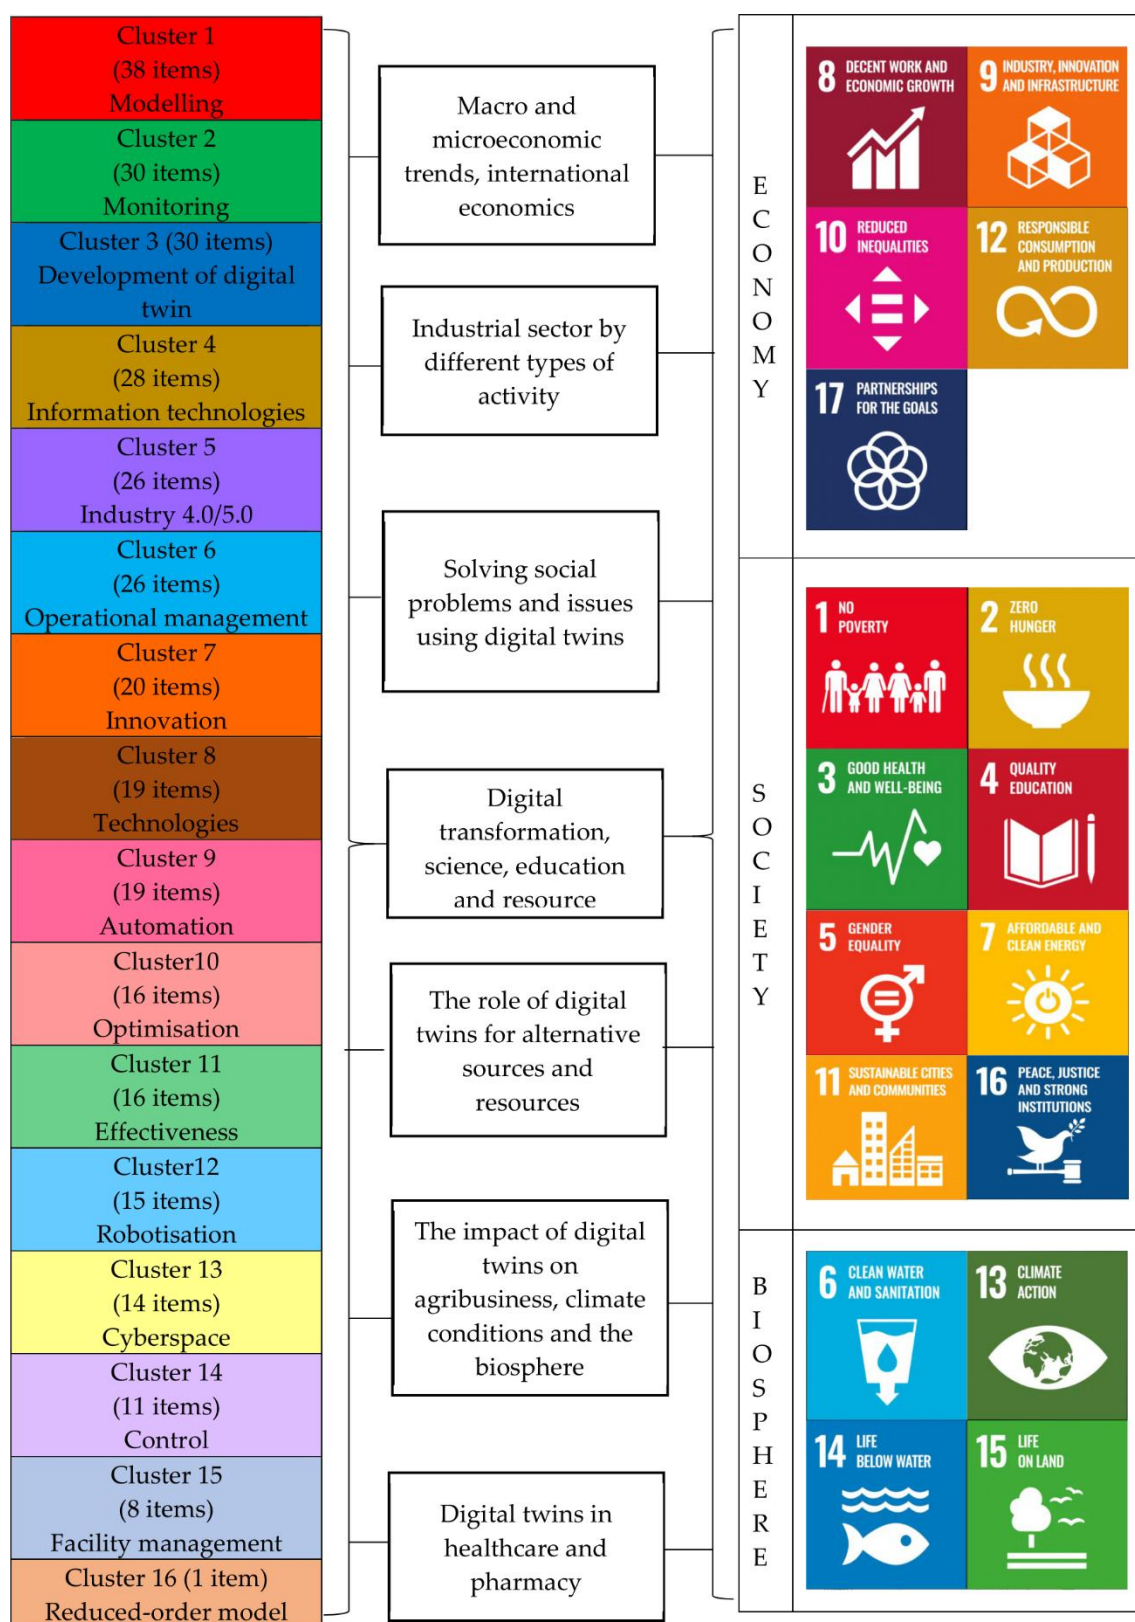 Cluster 1
(38 items)
Modelling
Cluster 2
(30 items)
Monitoring
Cluster 3 (30 items)
Development of digital
twin
Cluster 4
(28 items)
Information technologies
Cluster 5
(26 items)
Industry 4.0/5.0
Cluster 6
(26 items)
Operational management
Cluster 7
(20 items)
Innovation
Cluster 8
(19 items)
Technologies
Cluster 9
(19 items)
Automation
Cluster10
(16 items)
Optimisation
Cluster 11
(16 items)
Effectiveness
Cluster12
(15 items)
Robotisation
Cluster 13
(14 items)
Cyberspace
Cluster 14
(11 items)
Control
Cluster 15
(8 items)
Facility management
Cluster 16 (1 item)
Reduced-order model
Macro and
microeconomic
trends, international
economics
Industrial sector by
different types of
activity
Solving social
problems and issues
using digital twins
Digital
transformation,
science, education
and resource
The role of digital
twins for alternative
sources and
resources
The impact of digital
twins on
agribusiness, climate
conditions and the
biosphere
Digital twins in
healthcare and
pharmacy
ECONOMY
8 DECENT WORK AND
ECONOMIC GROWTH
9 INDUSTRY, INNOVATION
AND INFRASTRUCTURE
10 REDUCED
INEQUALITIES
12 RESPONSIBLE
CONSUMPTION
AND PRODUCTION
17 PARTNERSHIPS
FOR THE GOALS
SOCIETY
1 NO
POVERTY
2 ZERO
HUNGER
3 GOOD HEALTH
AND WELL-BEING
4 QUALITY
EDUCATION
5 GENDER
EQUALITY
7 AFFORDABLE AND
CLEAN ENERGY
11 SUSTAINABLE CITIES
AND COMMUNITIES
16 PEACE, JUSTICE
AND STRONG
INSTITUTIONS
BIOSPHERE
6 CLEAN WATER
AND SANITATION
13 CLIMATE
ACTION
14 LIFE
BELOW WATER
15 LIFE
ON LAND